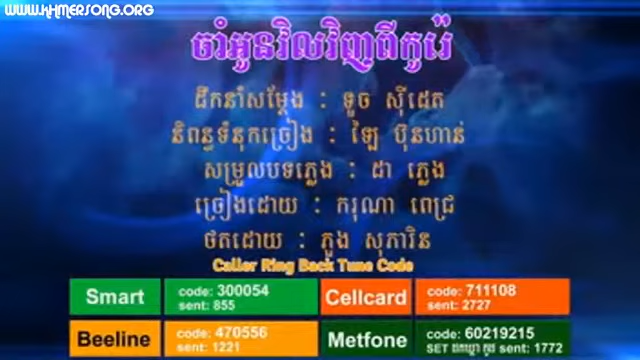 WWW.KHMERSONG.ORG
ចាំអូនវិលវិញពីកូរ៉េ
ដឹកនាំសម្ដែង : ទូច ស៊ីដេត
និពន្ធទំនុកច្រៀង : ឡៃ ប៊ុនហាន់
សម្រួលបទភ្លេង : ដា ភ្លេង
ច្រៀងដោយ : ករុណា ពេជ្រ
ថតដោយ : ភួង សុភារិន
Caller Ring Back Tune Code
Smart code: 300054 Cellcard code: 711108
sent: 855 sent: 2727
Beeline code: 470556 Metfone code: 60219215
sent: 1221 SET sent: 1772